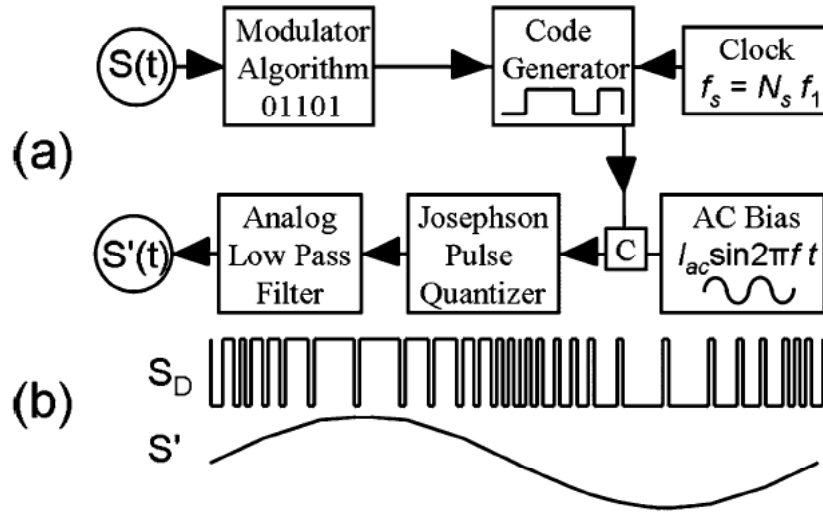 S(t)
Modulator
Algorithm
01101
Code
Generator
Clock
f_s = N_s f_1
(a)
S'(t)
Analog
Low Pass
Filter
Josephson
Pulse
Quantizer
C
AC Bias
I_ac sin2πf t
(b)
S_D
S'